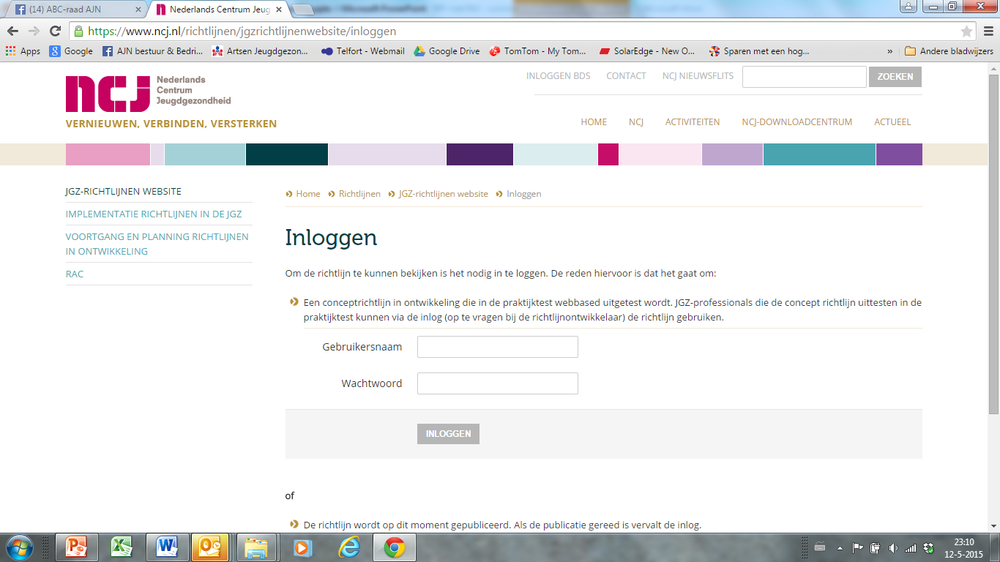 (14) ABC-raad AJN
Nederlands Centrum Jeug
https://www.ncj.nl/richtlijnen/jgzrichtlijnenwebsite/inloggen
Apps
Google
AJN bestuur & Bedri...
Artsen Jeugdgezon...
Telfort - Webmail
Google Drive
TomTom - My Tom...
SolarEdge - New O...
Sparen met een hog...
»
Andere bladwijzers
ncj
Nederlands
Centrum
Jeugdgezondheid
VERNIEUWEN, VERBINDEN, VERSTERKEN
INLOGGEN BDS
CONTACT
NCJ NIEUWSFLITS
ZOEKEN
HOME
NCJ
ACTIVITEITEN
NCJ-DOWNLOADCENTRUM
ACTUEEL
JGZ-RICHTLIJNEN WEBSITE
IMPLEMENTATIE RICHTLIJNEN IN DE JGZ
VOORTGANG EN PLANNING RICHTLIJNEN
IN ONTWIKKELING
RAC
Home
Richtlijnen
JGZ-richtlijnen website
Inloggen
Inloggen
Om de richtlijn te kunnen bekijken is het nodig in te loggen. De reden hiervoor is dat het gaat om:
Een conceptrichtlijn in ontwikkeling die in de praktijktest webbased uitgetest wordt. JGZ-professionals die de concept richtlijn uittesten in de
praktijktest kunnen via de inlog (op te vragen bij de richtlijnontwikkelaar) de richtlijn gebruiken.
Gebruikersnaam
Wachtwoord
INLOGGEN
of
De richtlijn wordt op dit moment gepubliceerd. Als de publicatie gereed is vervalt de inlog.
23:10
12-5-2015